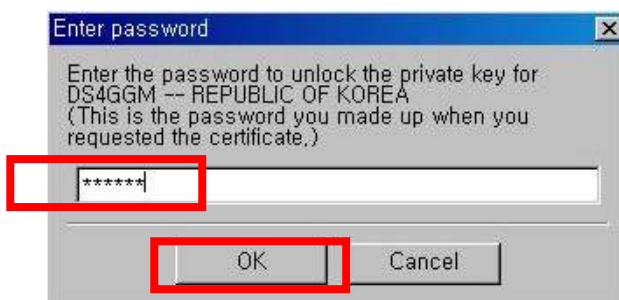 Enter password
Enter the password to unlock the private key for
DS4GGM -- REPUBLIC OF KOREA
(This is the password you made up when you
requested the certificate.)
******
OK
Cancel